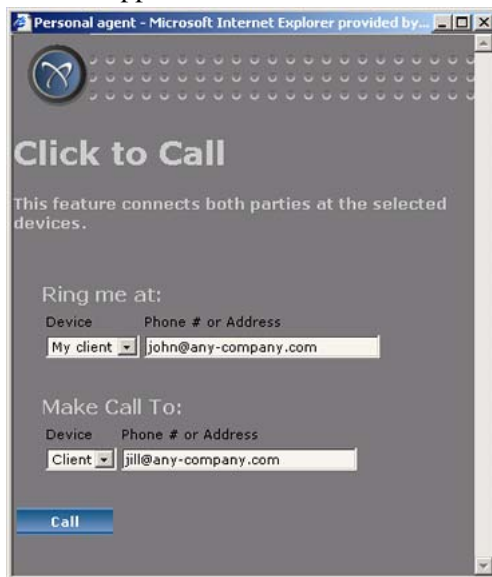 Personal agent - Microsoft Internet Explorer provided by...
Click to Call
This feature connects both parties at the selected
devices.
Ring me at:
Device Phone # or Address
My client john@any-company.com
Make Call To:
Device Phone # or Address
Client jill@any-company.com
Call